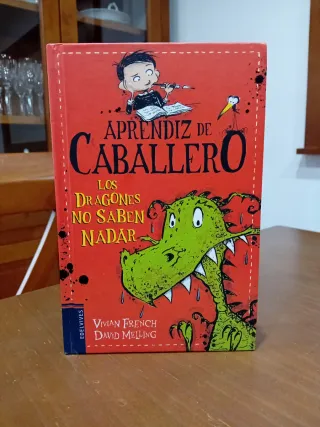 APRENDIZ DE
CABALLERO
LOS
DRAGONES
NO SABEN
NADAR
VIVIAN FRENCH
DAVID MELLING
EDELVIVES